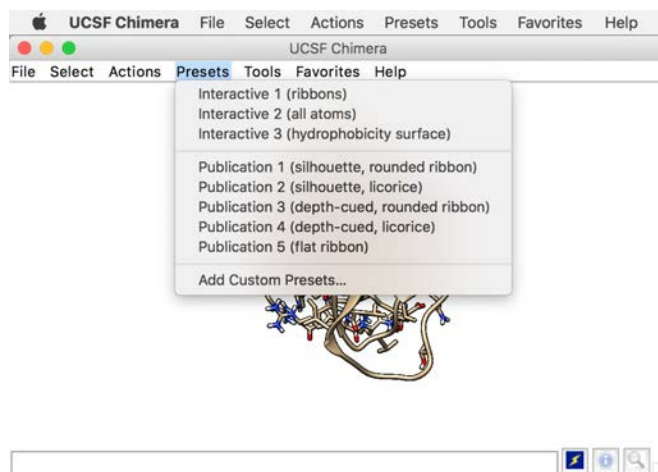 UCSF Chimera File Select Actions Presets Tools Favorites Help
UCSF Chimera
File Select Actions Presets Tools Favorites Help
Interactive 1 (ribbons)
Interactive 2 (all atoms)
Interactive 3 (hydrophobicity surface)
Publication 1 (silhouette, rounded ribbon)
Publication 2 (silhouette, licorice)
Publication 3 (depth-cued, rounded ribbon)
Publication 4 (depth-cued, licorice)
Publication 5 (flat ribbon)
Add Custom Presets...